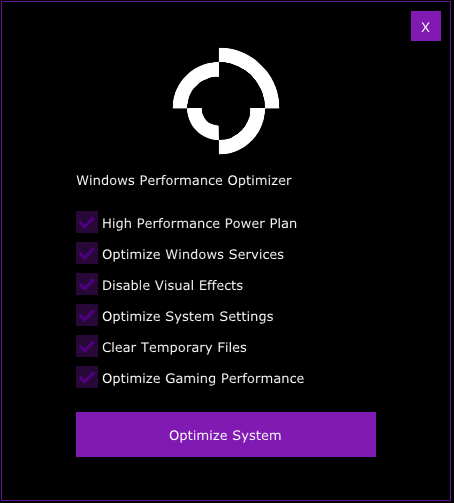 X
Windows Performance Optimizer
High Performance Power Plan
Optimize Windows Services
Disable Visual Effects
Optimize System Settings
Clear Temporary Files
Optimize Gaming Performance
Optimize System